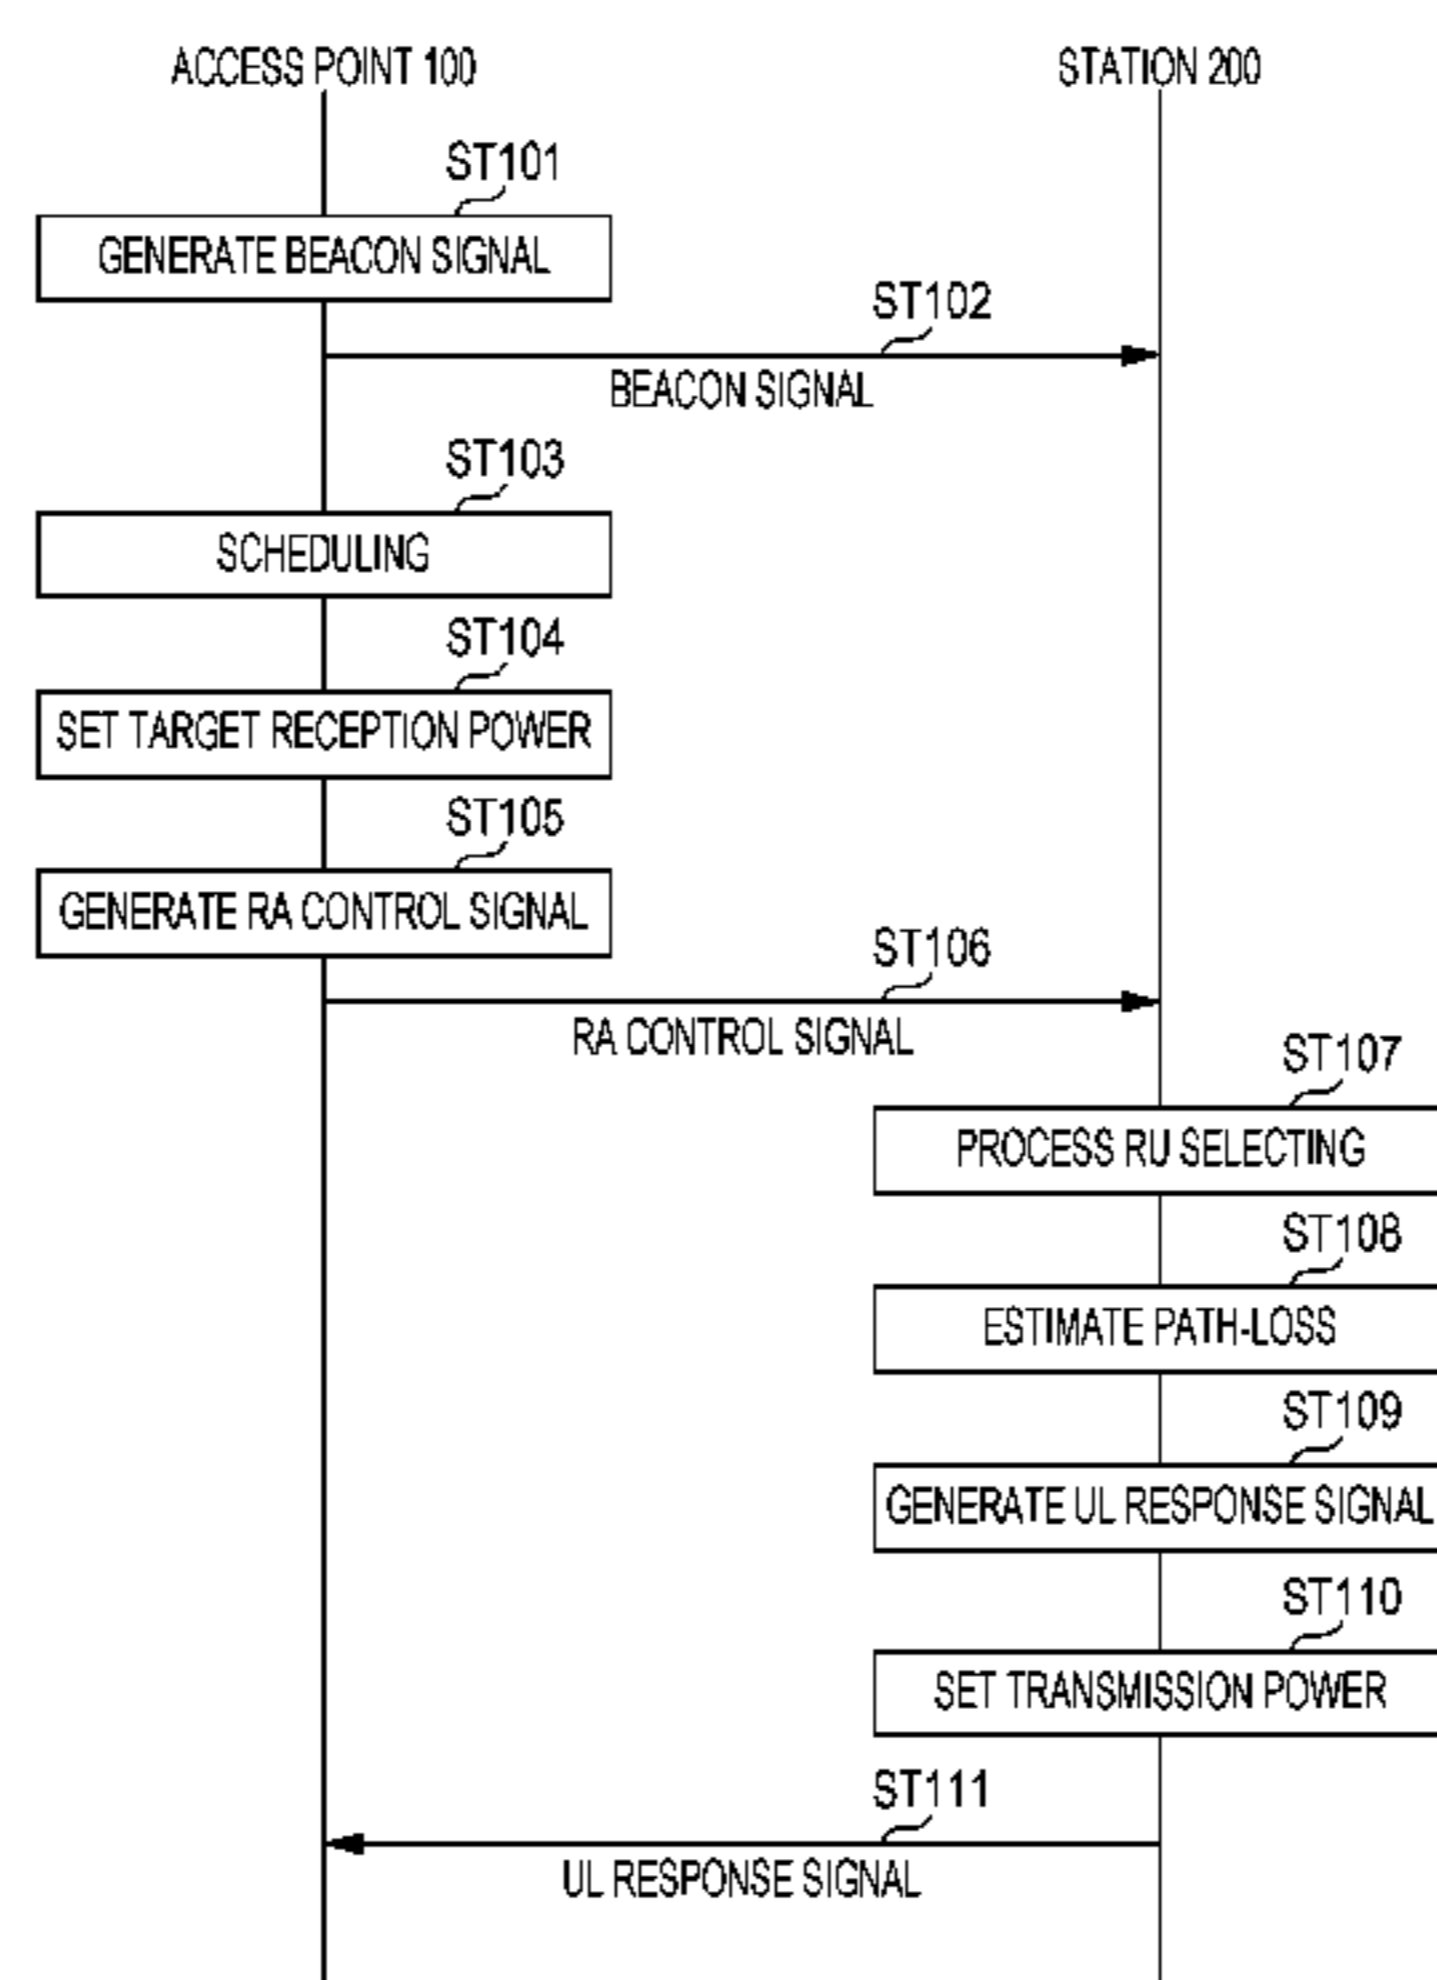 ACCESS POINT 100
STATION 200
ST101
GENERATE BEACON SIGNAL
ST102
BEACON SIGNAL
ST103
SCHEDULING
ST104
SET TARGET RECEPTION POWER
ST105
GENERATE RA CONTROL SIGNAL
ST106
RA CONTROL SIGNAL
ST107
PROCESS RU SELECTING
ST108
ESTIMATE PATH-LOSS
ST109
GENERATE UL RESPONSE SIGNAL
ST110
SET TRANSMISSION POWER
ST111
UL RESPONSE SIGNAL